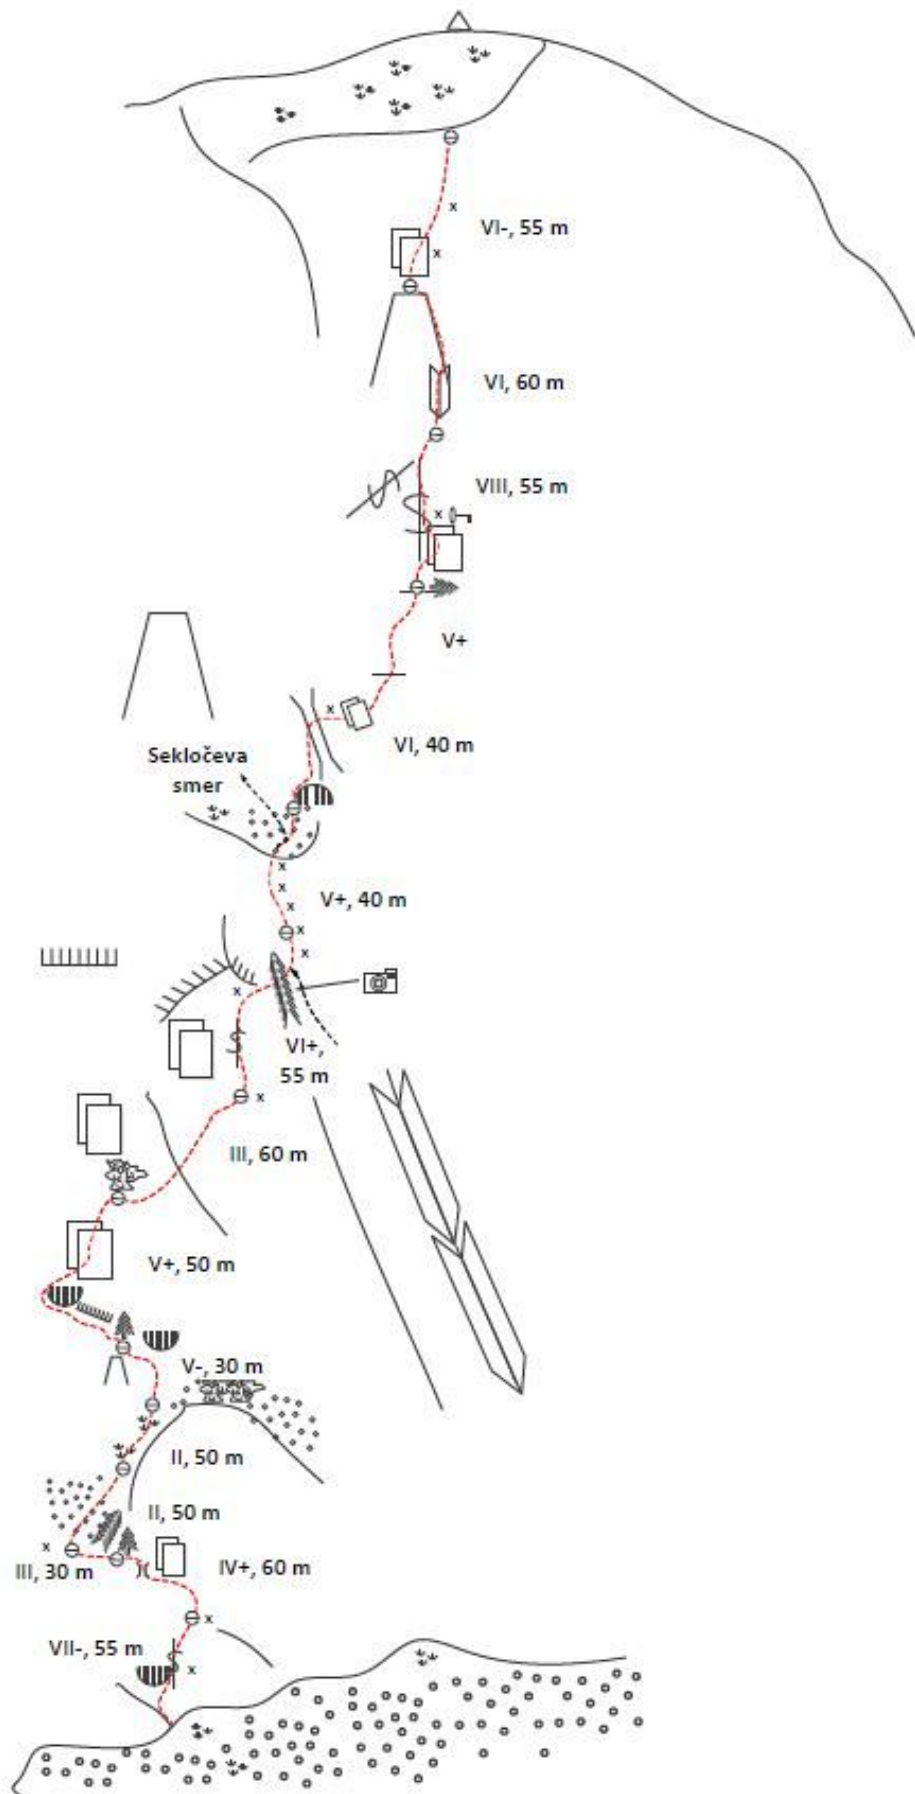 VI-, 55 m
VI, 60 m
VIII, 55 m
V+
VI, 40 m
Sekločeva
smer
V+, 40 m
VI+,
55 m
III, 60 m
V+, 50 m
V-, 30 m
II, 50 m
II, 50 m
III, 30 m
IV+, 60 m
VII-, 55 m